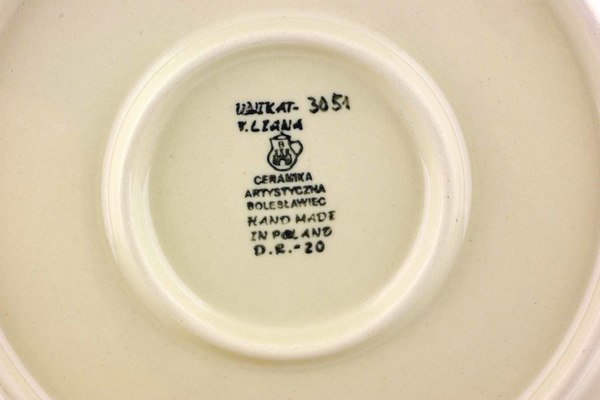 UNIKAT- 3051
V.LIANA
B
CERAMIKA
ARTYSTYCZNA
BOLESŁAWIEC
HAND MADE
IN POLAND
D.R.-20